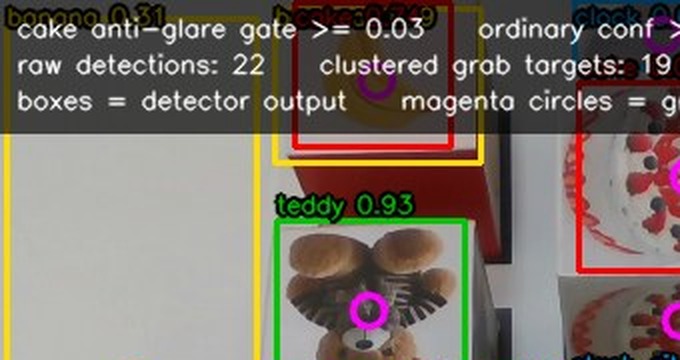 banana 0.31
cake anti-glare gate >= 0.03 ordinary conf >
raw detections: 22 clustered grab targets: 19
boxes = detector output magenta circles = g
teddy 0.93